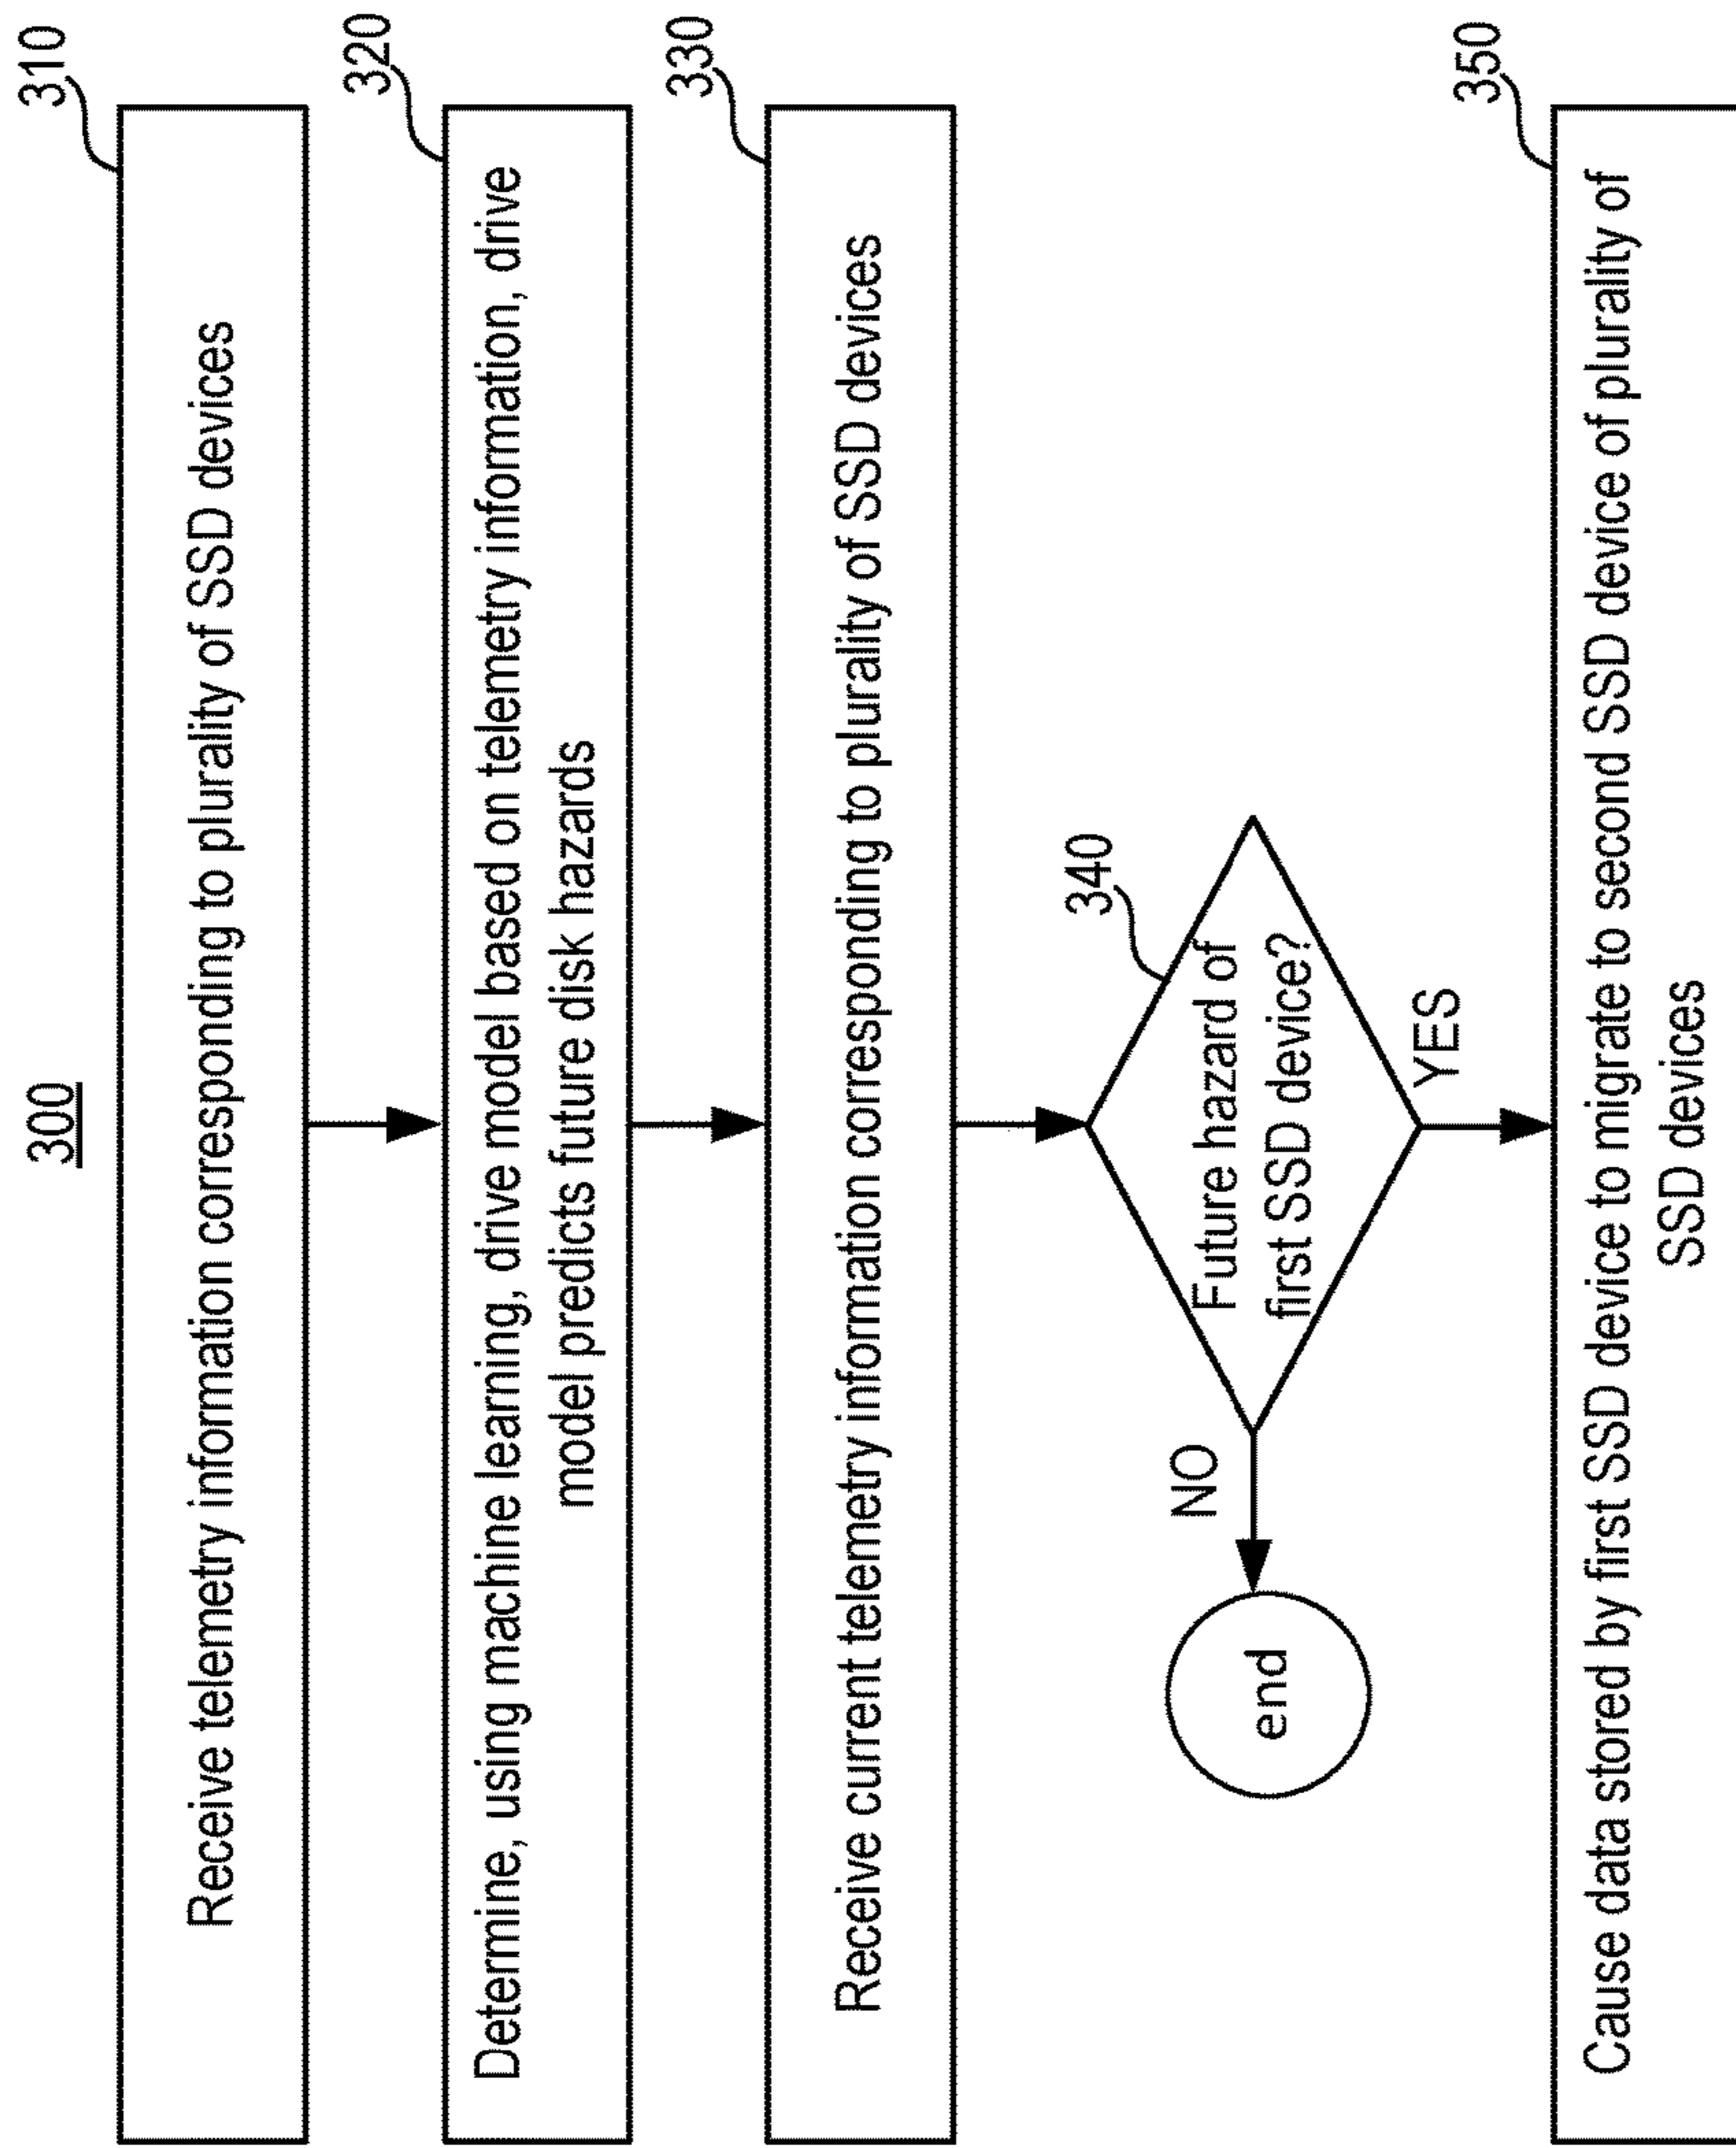 300
310
Receive telemetry information corresponding to plurality of SSD devices
320
Determine, using machine learning, drive model based on telemetry information, drive
model predicts future disk hazards
330
Receive current telemetry information corresponding to plurality of SSD devices
340
Future hazard of
first SSD device?
NO
end
YES
350
Cause data stored by first SSD device to migrate to second SSD device of plurality of
SSD devices